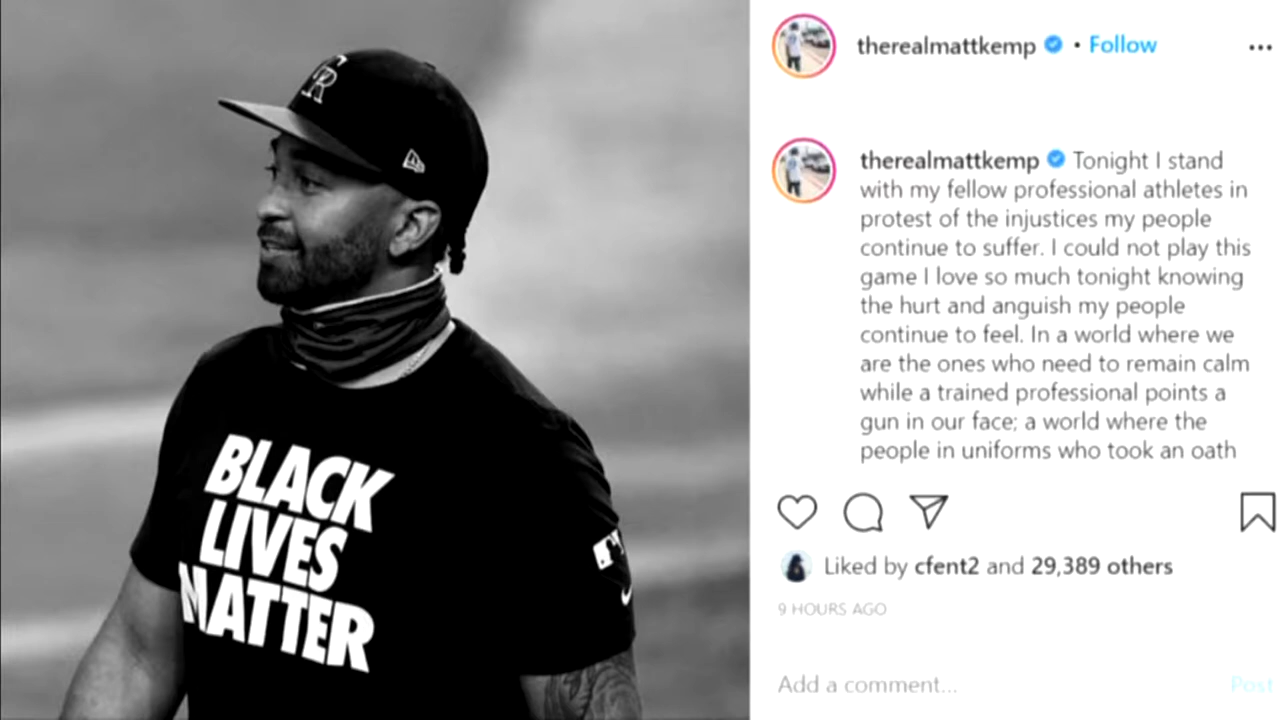 CR
BLACK
LIVES
MATTER
therealmattkemp • Follow
therealmattkemp Tonight I stand
with my fellow professional athletes in
protest of the injustices my people
continue to suffer. I could not play this
game I love so much tonight knowing
the hurt and anguish my people
continue to feel. In a world where we
are the ones who need to remain calm
while a trained professional points a
gun in our face; a world where the
people in uniforms who took an oath
Liked by cfent2 and 29,389 others
9 HOURS AGO
Add a comment...
Post